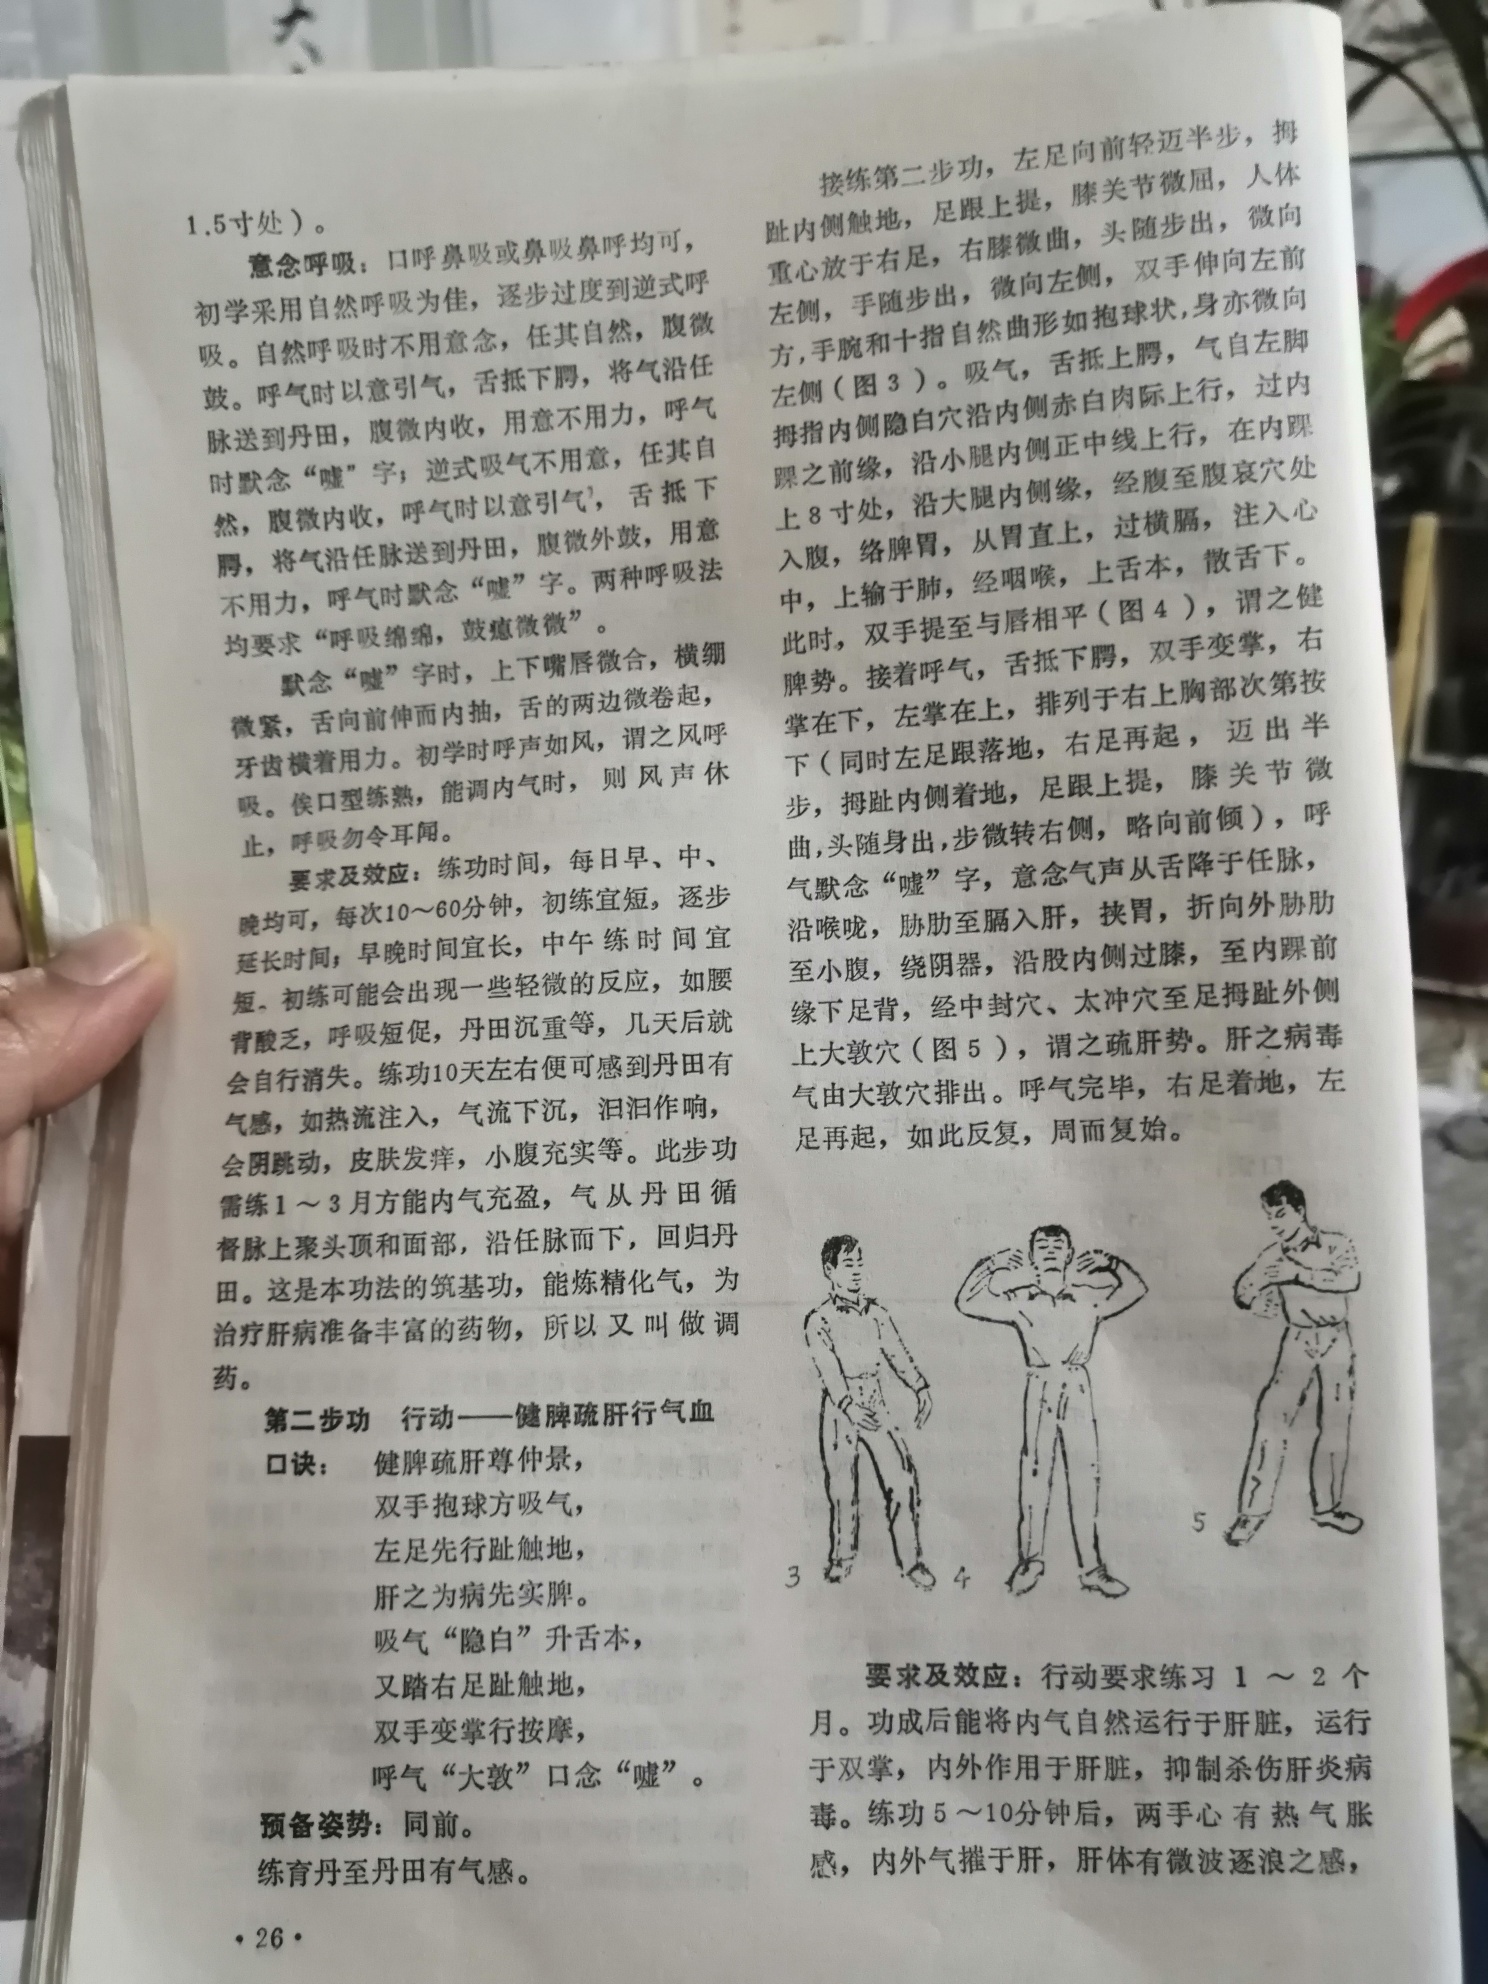 大
1.5寸处）。
意念呼吸：口呼鼻吸或鼻吸鼻呼均可，
初学采用自然呼吸为佳，逐步过度到逆式呼
吸。自然呼吸时不用意念，任其自然，腹微
鼓。呼气时以意引气，舌抵下腭，将气沿任
脉送到丹田，腹微内收，用意不用力，呼气
时默念“嘘”字；逆式吸气不用意，任其自
然，腹微内收，呼气时以意引气，舌抵下
腭，将气沿任脉送到丹田，腹微外鼓，用意
不用力，呼气时默念“嘘”字。两种呼吸法
均要求“呼吸绵绵，鼓瘪微微”。
默念“嘘”字时，上下嘴唇微合，横绷
微紧，舌向前伸而内抽，舌的两边微卷起，
牙齿横着用力。初学时呼声如风，谓之风呼
吸。俟口型练熟，能调内气时，则风声休
止，呼吸勿令耳闻。
要求及效应：练功时间，每日早、中、
晚均可，每次10～60分钟，初练宜短，逐步
延长时间；早晚时间宜长，中午练时间宜
短。初练可能会出现一些轻微的反应，如腰
背酸乏，呼吸短促，丹田沉重等，几天后就
会自行消失。练功10天左右便可感到丹田有
气感，如热流注入，气流下沉，汩汩作响，
会阴跳动，皮肤发痒，小腹充实等。此步功
需练1～3月方能内气充盈，气从丹田循
督脉上聚头顶和面部，沿任脉而下，回归丹
田。这是本功法的筑基功，能炼精化气，为
治疗肝病准备丰富的药物，所以又叫做调
药。
第二步功　行动——健脾疏肝行气血
口诀：　健脾疏肝尊仲景，
双手抱球方吸气，
左足先行趾触地，
肝之为病先实脾。
吸气“隐白”升舌本，
又踏右足趾触地，
双手变掌行按摩，
呼气“大敦”口念“嘘”。
预备姿势：同前。
练育丹至丹田有气感。
接练第二步功，左足向前轻迈半步，拇
趾内侧触地，足跟上提，膝关节微屈，人体
重心放于右足，右膝微曲，头随步出，微向
左侧，手随步出，微向左侧，双手伸向左前
方，手腕和十指自然曲形如抱球状，身亦微向
左侧（图3）。吸气，舌抵上腭，气自左脚
拇指内侧隐白穴沿内侧赤白肉际上行，过内
踝之前缘，沿小腿内侧正中线上行，在内踝
上8寸处，沿大腿内侧缘，经腹至腹哀穴处
入腹，络脾胃，从胃直上，过横膈，注入心
中，上输于肺，经咽喉，上舌本，散舌下。
此时，双手提至与唇相平（图4），谓之健
脾势。接着呼气，舌抵下腭，双手变掌，右
掌在下，左掌在上，排列于右上胸部次第按
下（同时左足跟落地，右足再起，迈出半
步，拇趾内侧着地，足跟上提，膝关节微
曲，头随身出，步微转右侧，略向前倾），呼
气默念“嘘”字，意念气声从舌降于任脉，
沿喉咙，胁肋至膈入肝，挟胃，折向外胁肋
至小腹，绕阴器，沿股内侧过膝，至内踝前
缘下足背，经中封穴、太冲穴至足拇趾外侧
上大敦穴（图5），谓之疏肝势。肝之病毒
气由大敦穴排出。呼气完毕，右足着地，左
足再起，如此反复，周而复始。
3
4
5
要求及效应：行动要求练习1～2个
月。功成后能将内气自然运行于肝脏，运行
于双掌，内外作用于肝脏，抑制杀伤肝炎病
毒。练功5～10分钟后，两手心有热气胀
感，内外气摧于肝，肝体有微波逐浪之感，
·26·